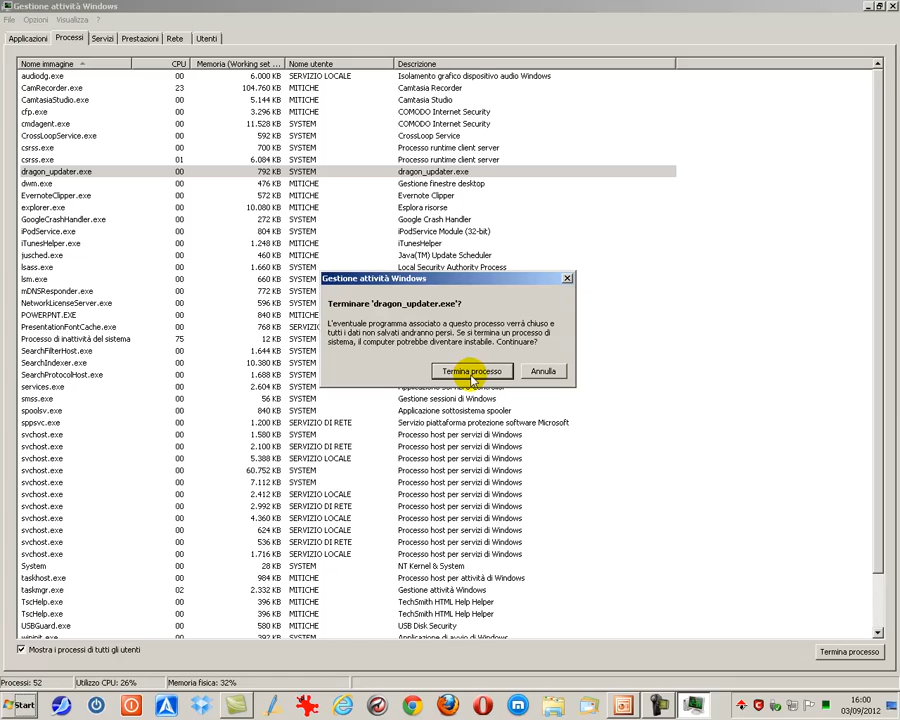 Gestione attività Windows
File Opzioni Visualizza ?
Applicazioni Processi Servizi Prestazioni Rete Utenti
Nome immagine CPU Memoria (Working set ... Nome utente Descrizione
audiodg.exe 00 6.000 KB SERVIZIO LOCALE Isolamento grafico dispositivo audio Windows
CamRecorder.exe 23 104.760 KB MITICHE Camtasia Recorder
CamtasiaStudio.exe 00 5.144 KB MITICHE Camtasia Studio
cfp.exe 00 3.296 KB MITICHE COMODO Internet Security
cmdagent.exe 00 11.528 KB SYSTEM COMODO Internet Security
CrossLoopService.exe 00 592 KB SYSTEM CrossLoop Service
csrss.exe 00 700 KB SYSTEM Processo runtime client server
csrss.exe 01 6.084 KB SYSTEM Processo runtime client server
dragon_updater.exe 00 792 KB SYSTEM dragon_updater.exe
dwm.exe 00 476 KB MITICHE Gestione finestre desktop
EvernoteClipper.exe 00 572 KB MITICHE Evernote Clipper
explorer.exe 00 10.080 KB MITICHE Esplora risorse
GoogleCrashHandler.exe 00 272 KB SYSTEM Google Crash Handler
iPodService.exe 00 804 KB SYSTEM iPodService Module (32-bit)
iTunesHelper.exe 00 1.248 KB MITICHE iTunesHelper
jusched.exe 00 460 KB MITICHE Java(TM) Update Scheduler
lsass.exe 00 1.660 KB SYSTEM Local Security Authority Process
lsm.exe 00 660 KB
mDNSResponder.exe 00 772 KB
NetworkLicenseServer.exe 00 596 KB
POWERPNT.EXE 00 840 KB
PresentationFontCache.exe 00 768 KB
Processo di inattività del sistema 75 12 KB
SearchFilterHost.exe 00 1.644 KB
SearchIndexer.exe 00 10.380 KB
SearchProtocolHost.exe 00 1.688 KB
services.exe 00 2.604 KB
Gestione attività Windows
Terminare 'dragon_updater.exe'?
L'eventuale programma associato a questo processo verrà chiuso e
tutti i dati non salvati andranno persi. Se si termina un processo di
sistema, il computer potrebbe diventare instabile. Continuare?
Termina processo Annulla
smss.exe 00 56 KB SYSTEM Gestione sessioni di Windows
spoolsv.exe 00 840 KB SYSTEM Applicazione sottosistema spooler
sppsvc.exe 00 1.200 KB SERVIZIO DI RETE Servizio piattaforma protezione software Microsoft
svchost.exe 00 1.580 KB SYSTEM Processo host per servizi di Windows
svchost.exe 00 2.100 KB SERVIZIO DI RETE Processo host per servizi di Windows
svchost.exe 00 5.388 KB SERVIZIO LOCALE Processo host per servizi di Windows
svchost.exe 00 60.752 KB SYSTEM Processo host per servizi di Windows
svchost.exe 00 7.112 KB SYSTEM Processo host per servizi di Windows
svchost.exe 00 2.412 KB SERVIZIO LOCALE Processo host per servizi di Windows
svchost.exe 00 2.992 KB SERVIZIO DI RETE Processo host per servizi di Windows
svchost.exe 00 4.360 KB SERVIZIO LOCALE Processo host per servizi di Windows
svchost.exe 00 624 KB SERVIZIO LOCALE Processo host per servizi di Windows
svchost.exe 00 536 KB SERVIZIO DI RETE Processo host per servizi di Windows
svchost.exe 00 1.716 KB SERVIZIO LOCALE Processo host per servizi di Windows
System 00 28 KB SYSTEM NT Kernel & System
taskhost.exe 00 984 KB MITICHE Processo host per attività di Windows
taskmgr.exe 02 2.332 KB MITICHE Gestione attività Windows
TscHelp.exe 00 396 KB MITICHE TechSmith HTML Help Helper
TscHelp.exe 00 396 KB MITICHE TechSmith HTML Help Helper
USBGuard.exe 00 580 KB MITICHE USB Disk Security
wininit.exe 00 392 KB SYSTEM Applicazione di avvio di Windows
Mostra i processi di tutti gli utenti Termina processo
Processi: 52 Utilizzo CPU: 26% Memoria fisica: 32%
Start 16:00
03/09/2012